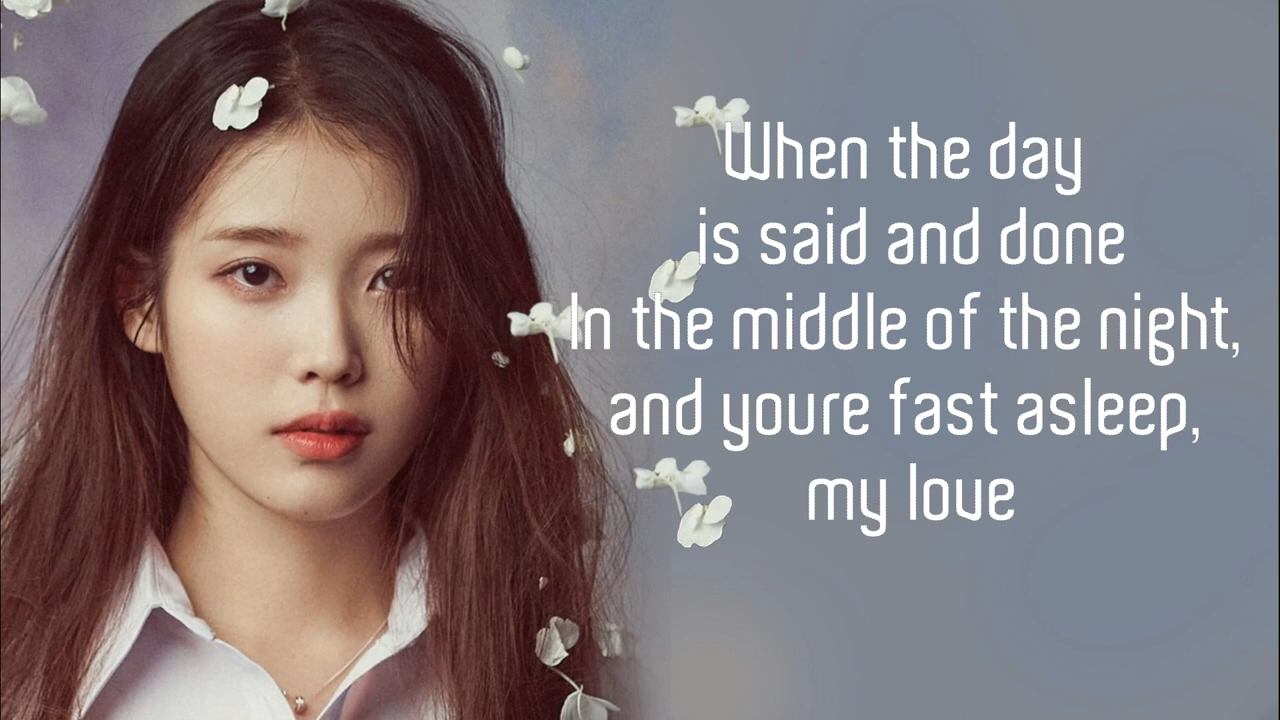 When the day
is said and done
In the middle of the night,
and youre fast asleep,
my love